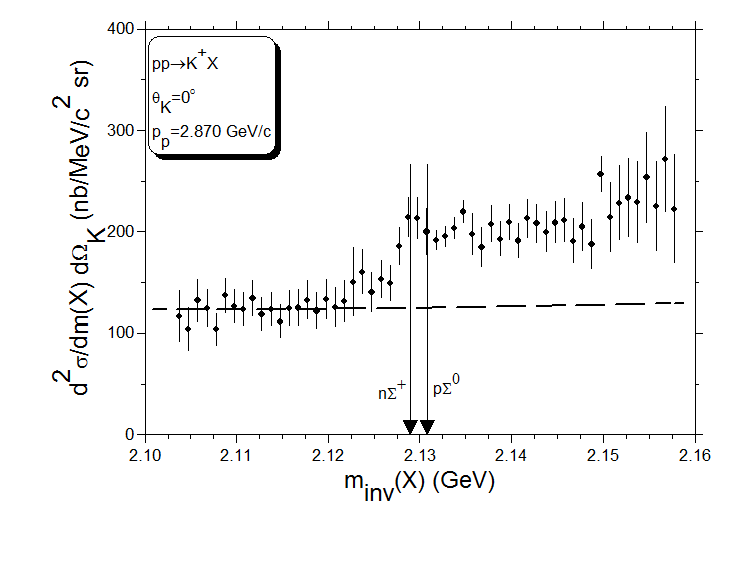 400
300
200
100
0
d²σ/dm(X) dΩ_K (nb/MeV/c² sr)
pp→K⁺X
θ_K=0°
p_p=2.870 GeV/c
nΣ⁺
pΣ⁰
2.10 2.11 2.12 2.13 2.14 2.15 2.16
m_inv(X) (GeV)